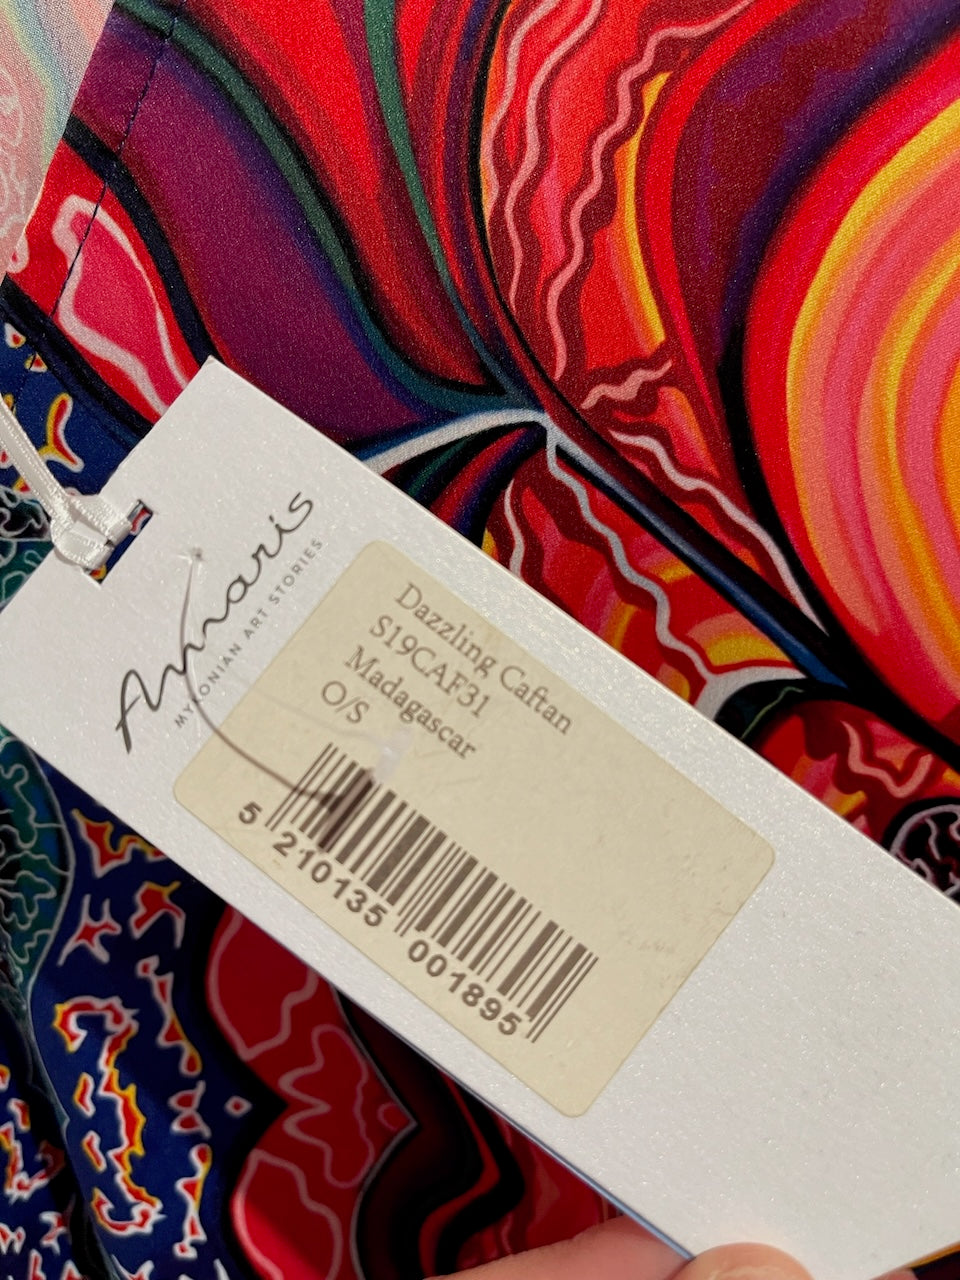 Amaris
MYKONIAN ART STORIES
Dazzling Caftan
S19CAF31
Madagascar
O/S
5 210135 001895